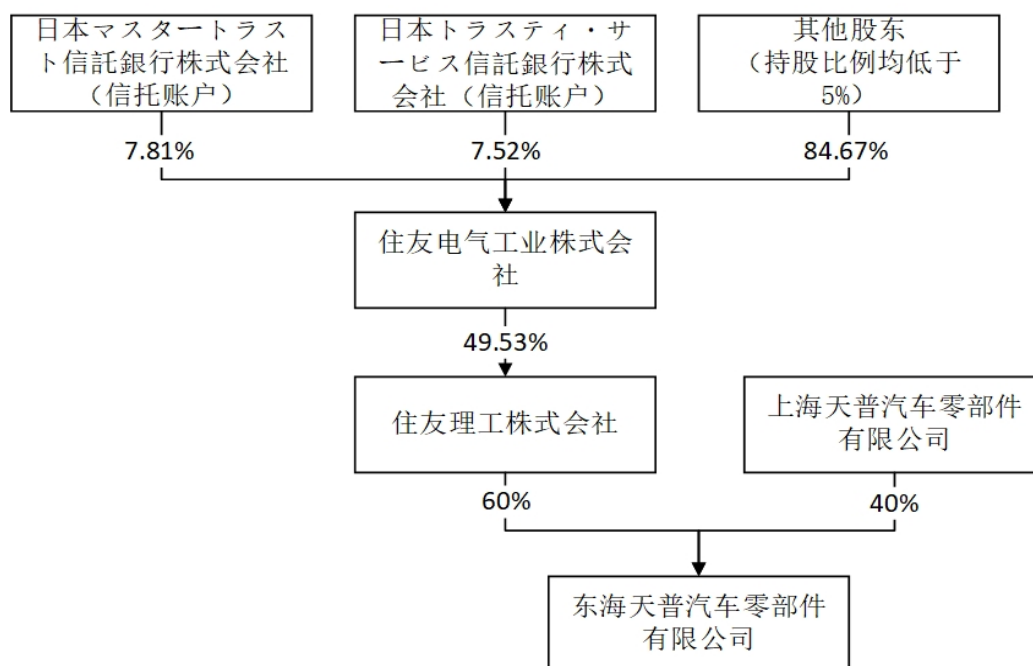 日本マスタートラス
ト信託銀行株式会社
（信托账户）
日本トラスティ・サ
ービス信託銀行株式
会社（信托账户）
其他股东
（持股比例均低于
5%）
7.81%
7.52%
84.67%
住友电气工业株式会
社
49.53%
住友理工株式会社
上海天普汽车零部件
有限公司
60%
40%
东海天普汽车零部件
有限公司